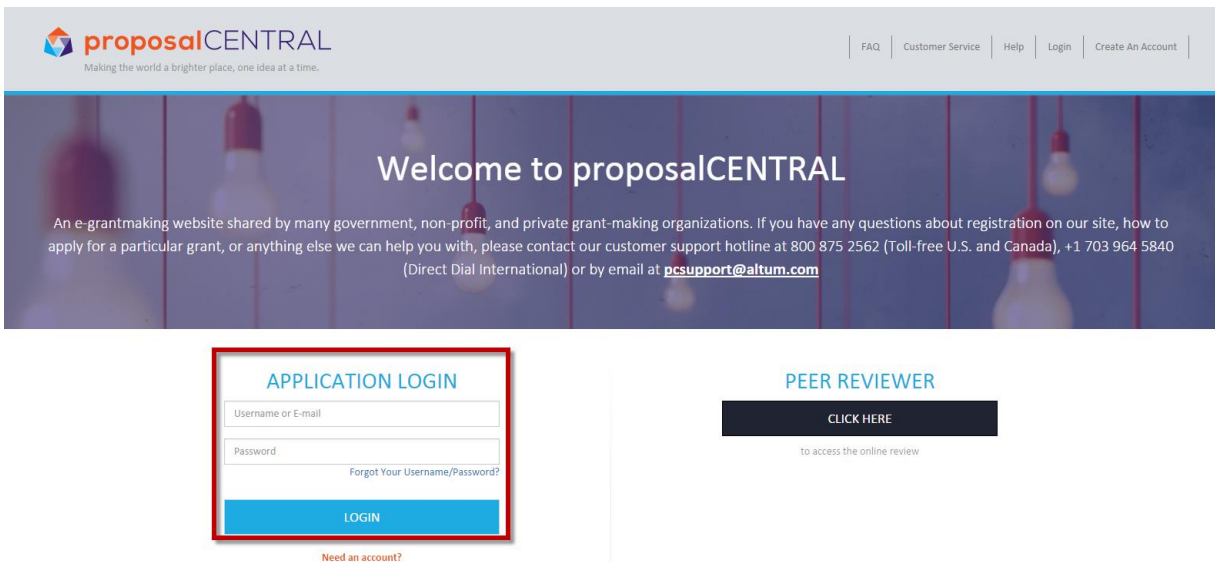 proposalCENTRAL
Making the world a brighter place, one idea at a time.
FAQ
Customer Service
Help
Login
Create An Account
Welcome to proposalCENTRAL
An e-grantmaking website shared by many government, non-profit, and private grant-making organizations. If you have any questions about registration on our site, how to
apply for a particular grant, or anything else we can help you with, please contact our customer support hotline at 800 875 2562 (Toll-free U.S. and Canada), +1 703 964 5840
(Direct Dial International) or by email at pcsupport@altum.com
APPLICATION LOGIN
Username or E-mail
Password
Forgot Your Username/Password?
LOGIN
Need an account?
PEER REVIEWER
CLICK HERE
to access the online review